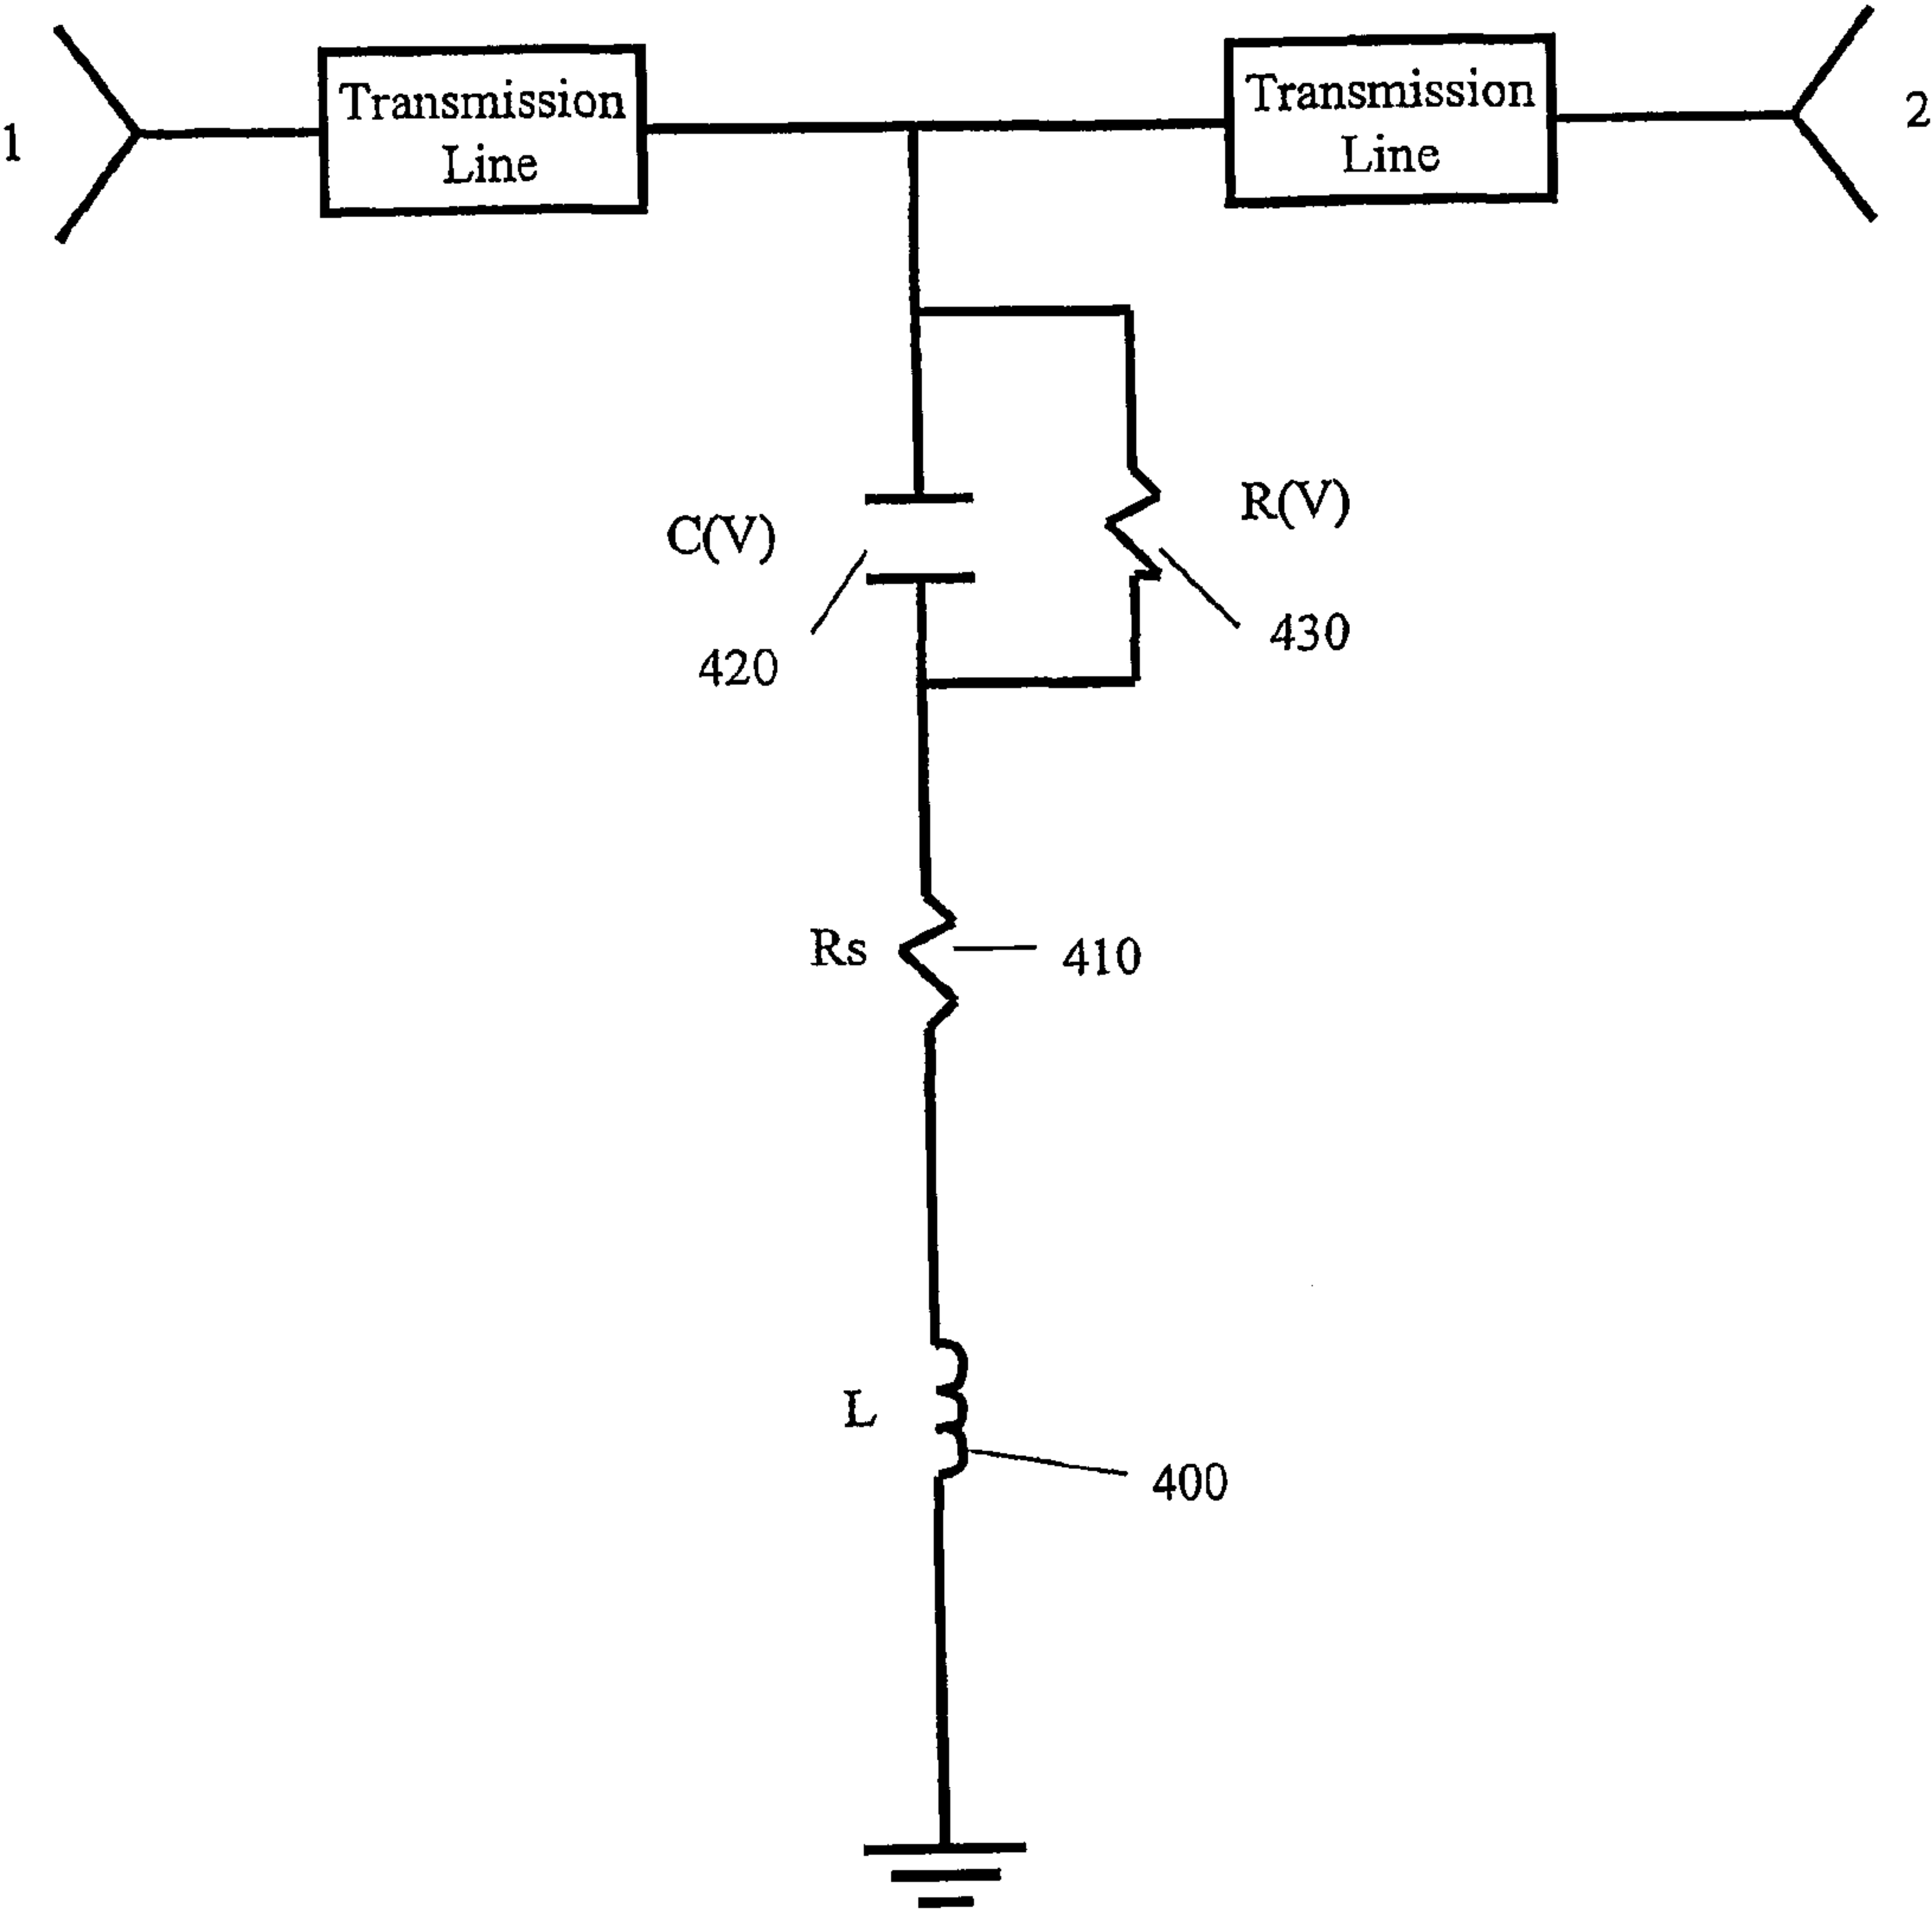 1
Transmission
Line
Transmission
Line
2
C(V)
R(V)
420
430
Rs
410
L
400